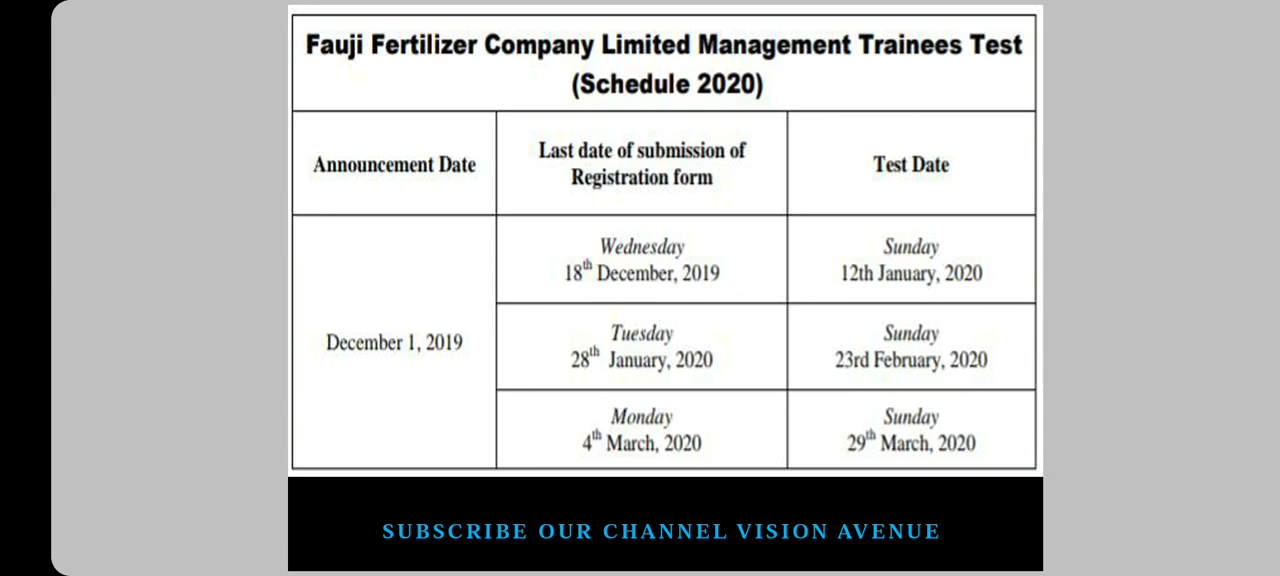 Fauji Fertilizer Company Limited Management Trainees Test
(Schedule 2020)
Announcement Date
Last date of submission of
Registration form
Test Date
December 1, 2019
Wednesday
18th December, 2019
Sunday
12th January, 2020
Tuesday
28th January, 2020
Sunday
23rd February, 2020
Monday
4th March, 2020
Sunday
29th March, 2020
SUBSCRIBE OUR CHANNEL VISION AVENUE